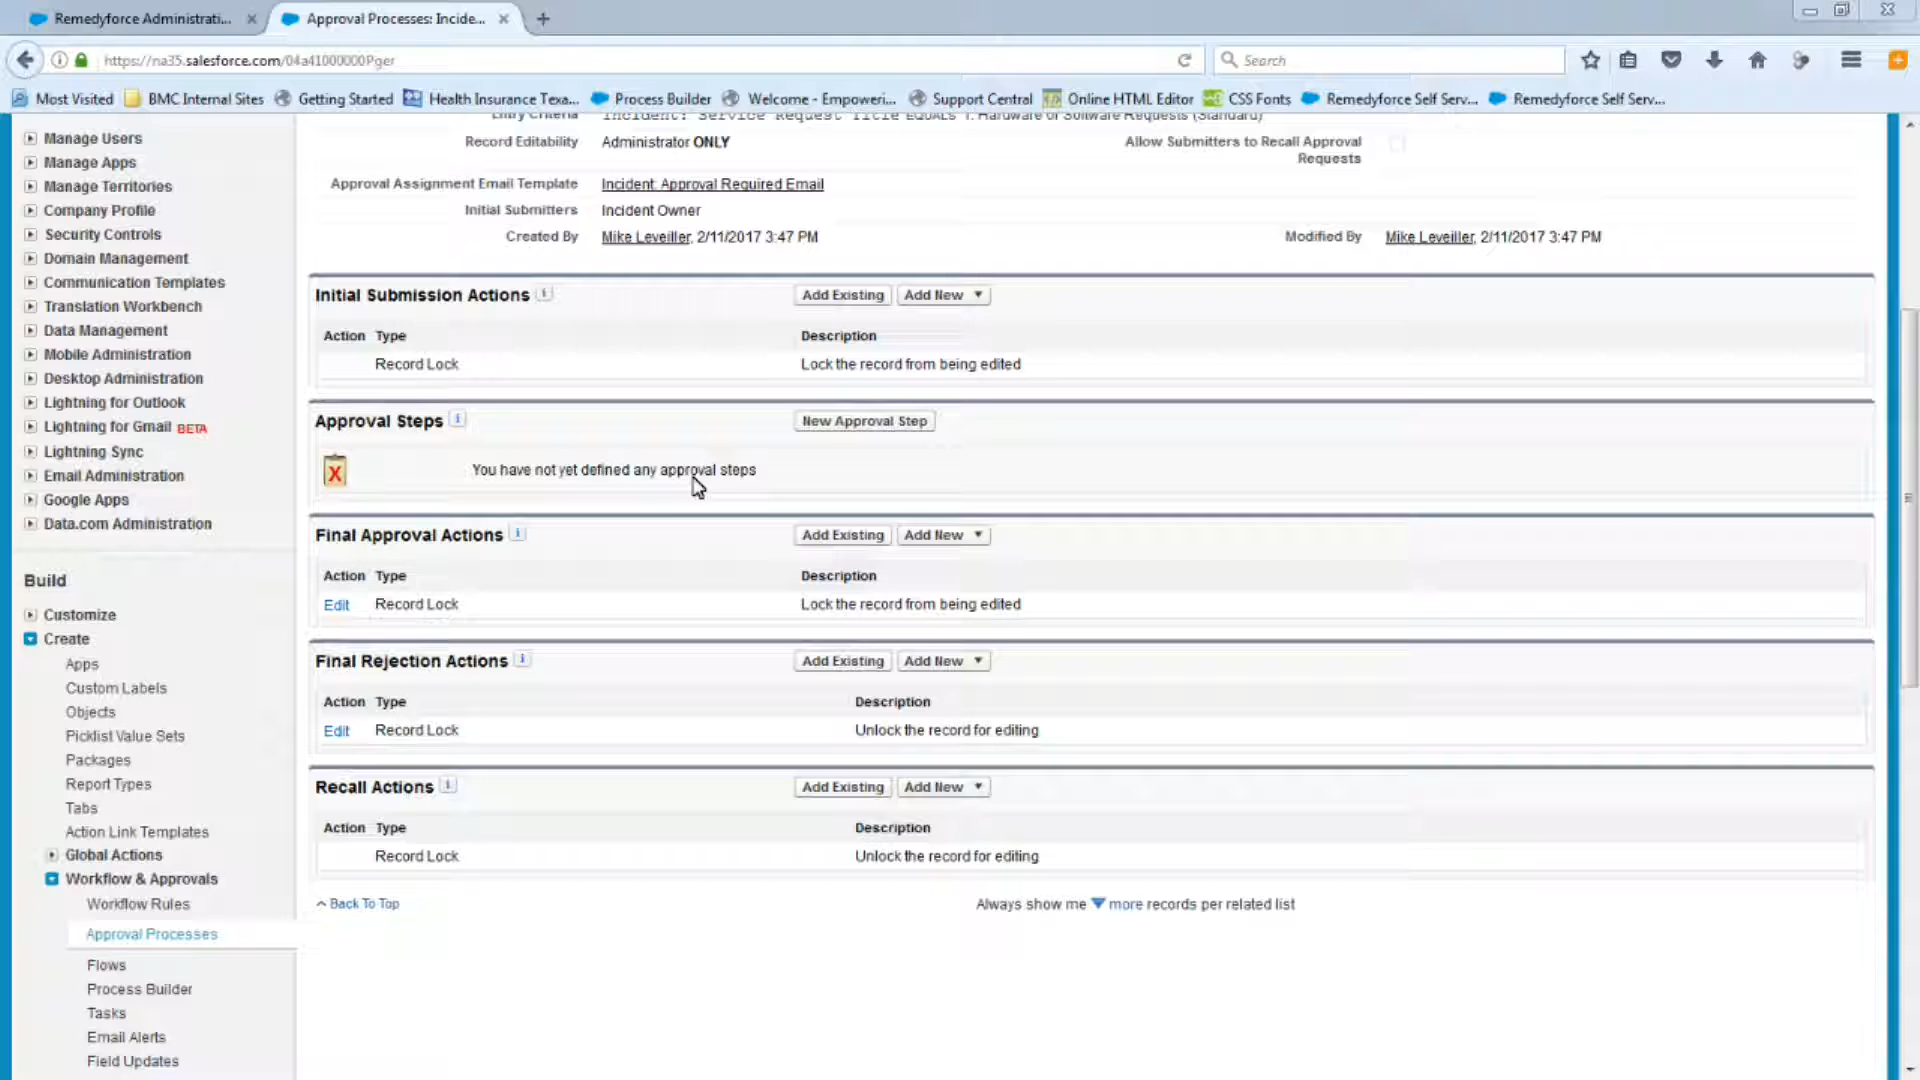 Remedyforce Administrati...
Approval Processes: Incide...
https://na35.salesforce.com/04a41000000Pger
Search
Most Visited
BMC Internal Sites
Getting Started
Health Insurance Texa...
Process Builder
Welcome - Empoweri...
Support Central
Online HTML Editor
CSS Fonts
Remedyforce Self Serv...
Remedyforce Self Serv...
Manage Users
Manage Apps
Manage Territories
Company Profile
Security Controls
Domain Management
Communication Templates
Translation Workbench
Data Management
Mobile Administration
Desktop Administration
Lightning for Outlook
Lightning for Gmail BETA
Lightning Sync
Email Administration
Google Apps
Data.com Administration
Build
Customize
Create
Apps
Custom Labels
Objects
Picklist Value Sets
Packages
Report Types
Tabs
Action Link Templates
Global Actions
Workflow & Approvals
Workflow Rules
Approval Processes
Flows
Process Builder
Tasks
Email Alerts
Field Updates
Entry Criteria Incident: Service Request Title EQUALS Hardware or Software Requests (Standard)
Record Editability Administrator ONLY
Allow Submitters to Recall Approval
Requests
Approval Assignment Email Template Incident: Approval Required Email
Initial Submitters Incident Owner
Created By Mike Leveiller, 2/11/2017 3:47 PM
Modified By Mike Leveiller, 2/11/2017 3:47 PM
Initial Submission Actions i Add Existing Add New
Action Type Description
Record Lock Lock the record from being edited
Approval Steps i New Approval Step
X You have not yet defined any approval steps
Final Approval Actions i Add Existing Add New
Action Type Description
Edit Record Lock Lock the record from being edited
Final Rejection Actions i Add Existing Add New
Action Type Description
Edit Record Lock Unlock the record for editing
Recall Actions i Add Existing Add New
Action Type Description
Record Lock Unlock the record for editing
Back To Top
Always show me more records per related list